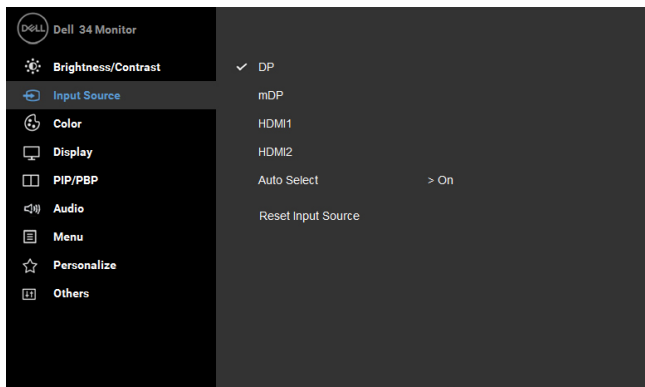 DELL Dell 34 Monitor
Brightness/Contrast
Input Source
Color
Display
PIP/PBP
Audio
Menu
Personalize
Others
DP
mDP
HDMI1
HDMI2
Auto Select > On
Reset Input Source